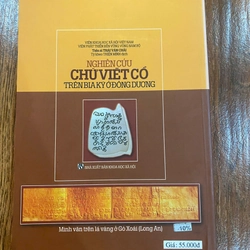 VIỆN KHOA HỌC XÃ HỘI VIỆT NAM
VIỆN PHÁT TRIỂN BỀN VỮNG VÙNG NAM BỘ
NGHIÊN CỨU
CHỮ VIỆT CỔ
TRÊN BIA KÝ Ở ĐÔNG DƯƠNG
NHÀ XUẤT BẢN KHOA HỌC XÃ HỘI
Minh văn trên lá vàng ở Gò Xoài (Long An)
-10%
Giá: 55.000đ